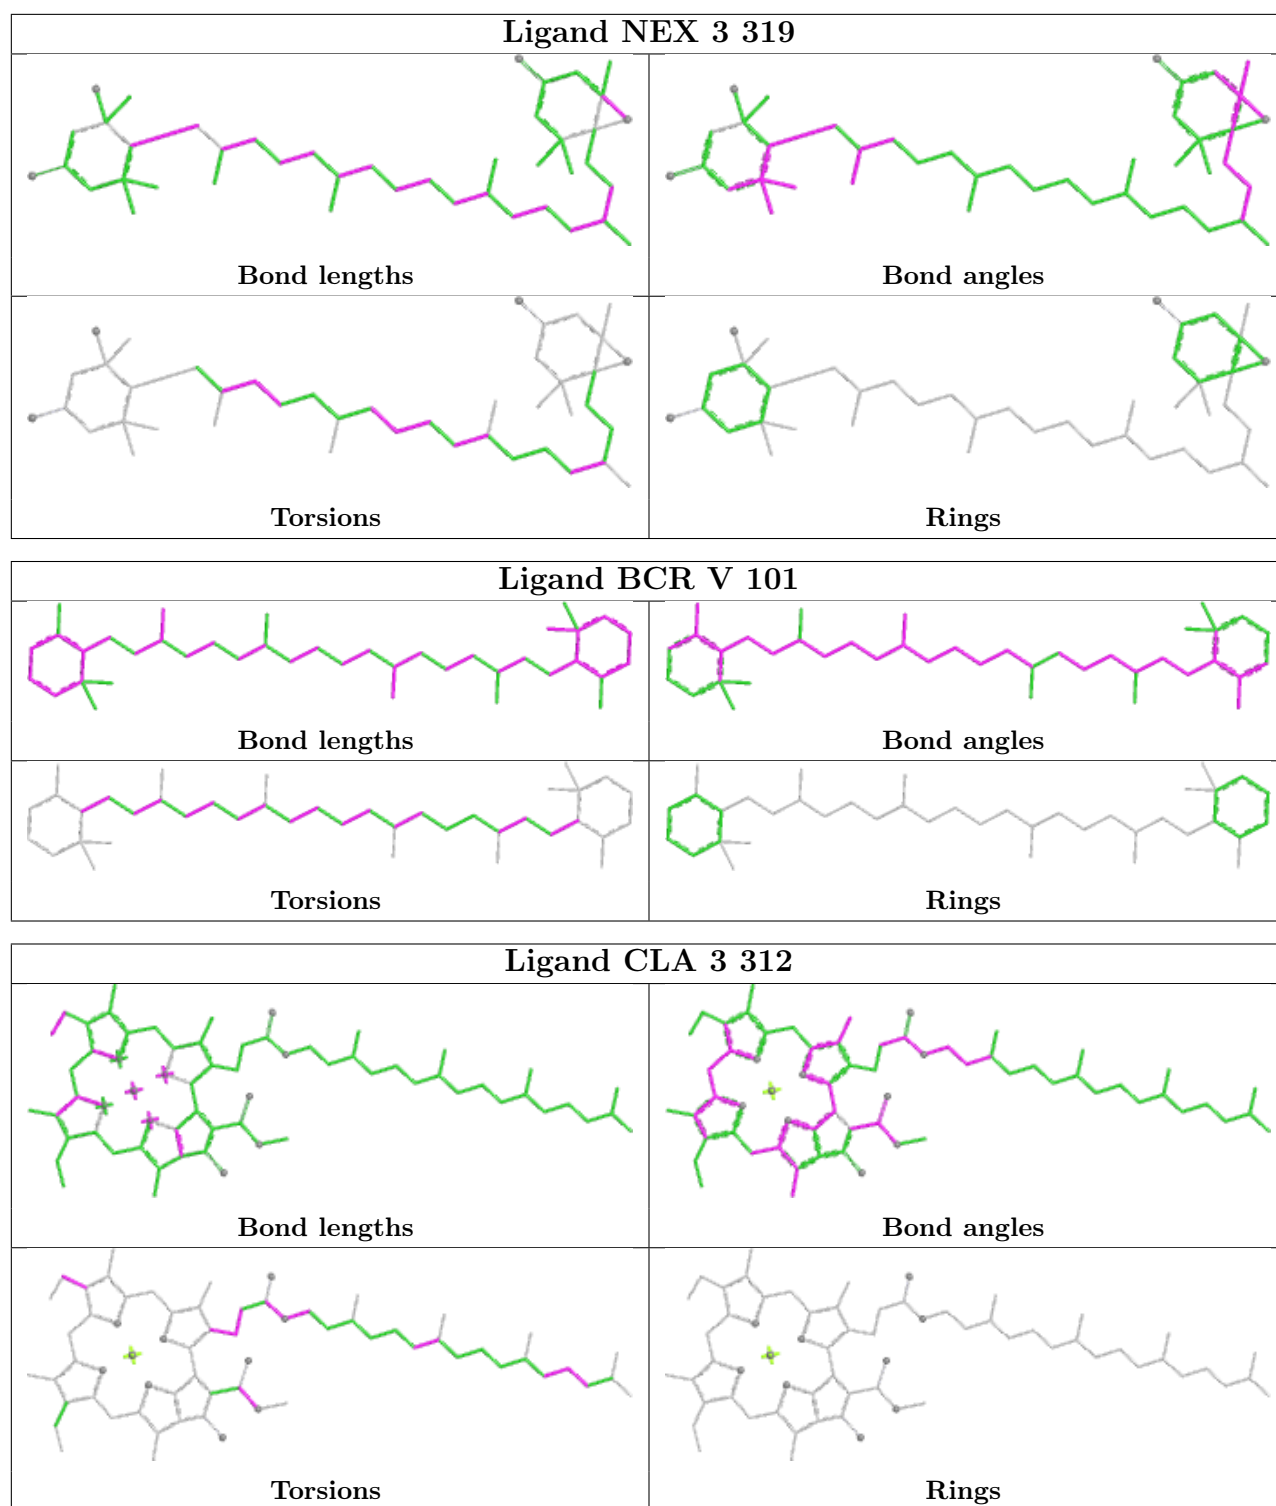 Ligand NEX 3 319
Bond lengths
Bond angles
Torsions
Rings
Ligand BCR V 101
Bond lengths
Bond angles
Torsions
Rings
Ligand CLA 3 312
Bond lengths
Bond angles
Torsions
Rings